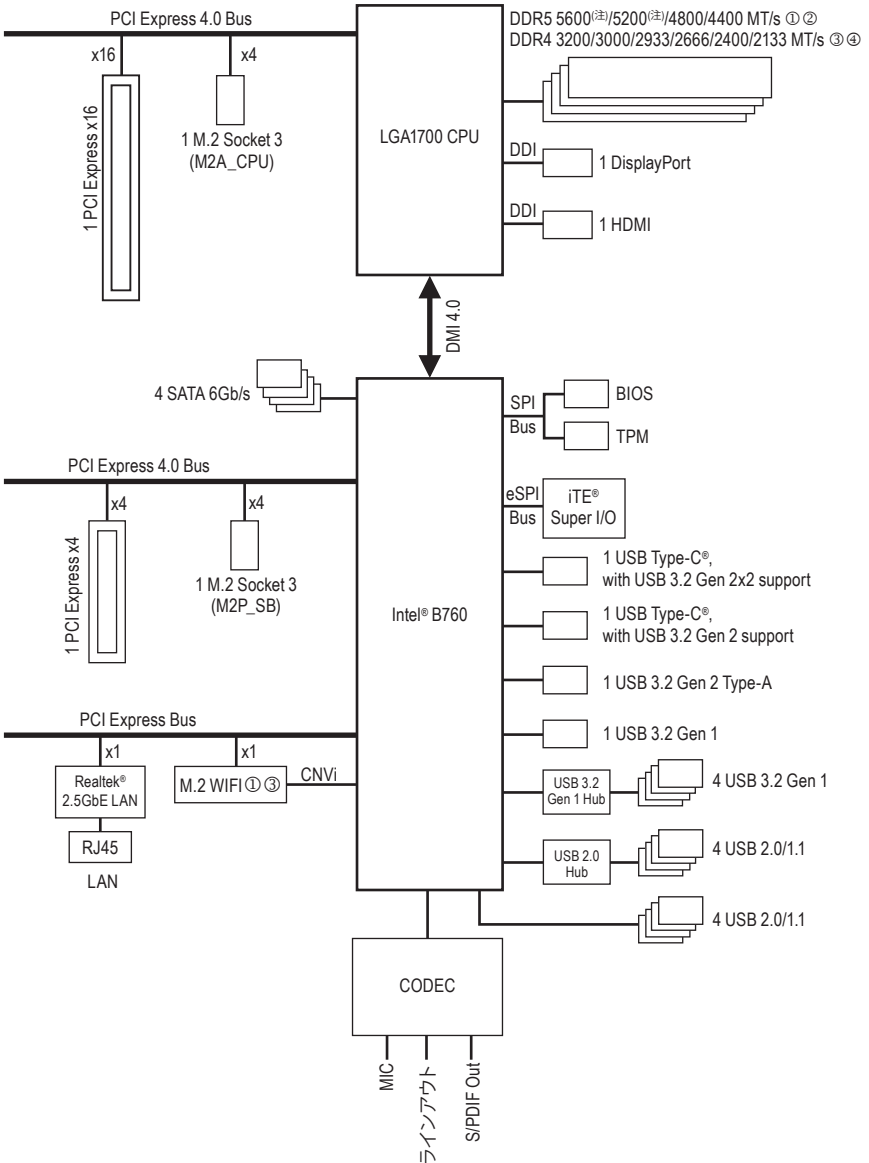 PCI Express 4.0 Bus
DDR5 5600(注)/5200(注)/4800/4400 MT/s ①②
DDR4 3200/3000/2933/2666/2400/2133 MT/s ③④
x16
x4
1 PCI Express x16
1 M.2 Socket 3
(M2A_CPU)
LGA1700 CPU
DDI
1 DisplayPort
DDI
1 HDMI
DMI 4.0
4 SATA 6Gb/s
SPI
Bus
BIOS
TPM
PCI Express 4.0 Bus
x4
x4
1 PCI Express x4
1 M.2 Socket 3
(M2P_SB)
eSPI
Bus
iTE®
Super I/O
Intel® B760
1 USB Type-C®,
with USB 3.2 Gen 2x2 support
1 USB Type-C®,
with USB 3.2 Gen 2 support
1 USB 3.2 Gen 2 Type-A
1 USB 3.2 Gen 1
PCI Express Bus
x1
x1
Realtek®
2.5GbE LAN
M.2 WIFI①③
CNVi
RJ45
LAN
USB 3.2
Gen 1 Hub
4 USB 3.2 Gen 1
USB 2.0
Hub
4 USB 2.0/1.1
4 USB 2.0/1.1
CODEC
MIC
ラインアウト
S/PDIF Out